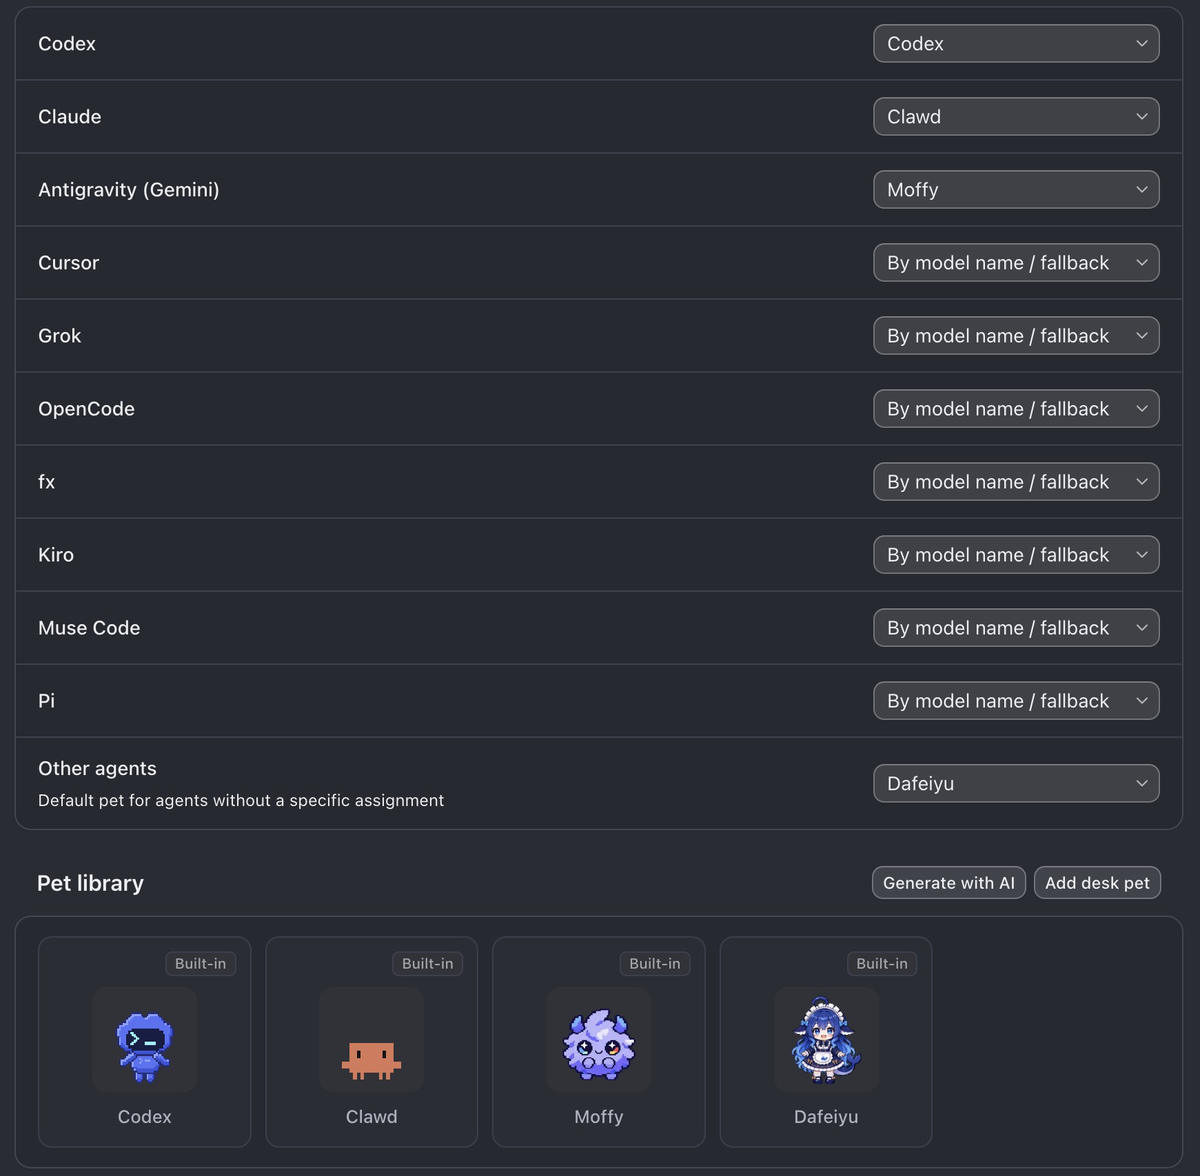 Codex
Codex
Claude
Clawd
Antigravity (Gemini)
Moffy
Cursor
By model name / fallback
Grok
By model name / fallback
OpenCode
By model name / fallback
fx
By model name / fallback
Kiro
By model name / fallback
Muse Code
By model name / fallback
Pi
By model name / fallback
Other agents
Default pet for agents without a specific assignment
Dafeiyu
Pet library
Generate with AI
Add desk pet
Built-in
Codex
Built-in
Clawd
Built-in
Moffy
Built-in
Dafeiyu